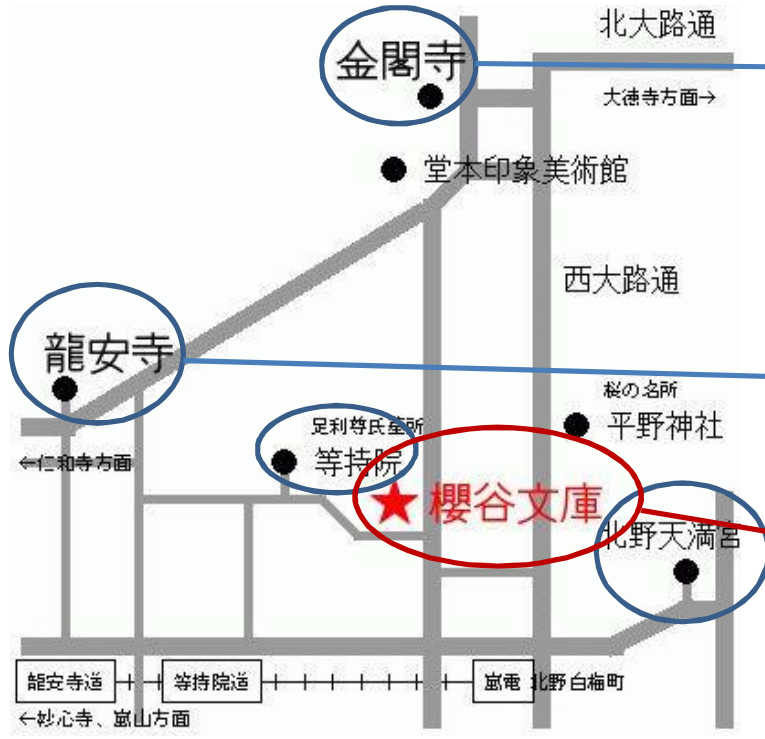 北大路通
金閣寺
大徳寺方面→
堂本印象美術館
西大路通
龍安寺
桜の名所
平野神社
足利尊氏墓所
等持院
←仁和寺方面
★櫻谷文庫
北野天満宮
龍安寺道
等持院道
嵐電 北野白梅町
←妙心寺、嵐山方面